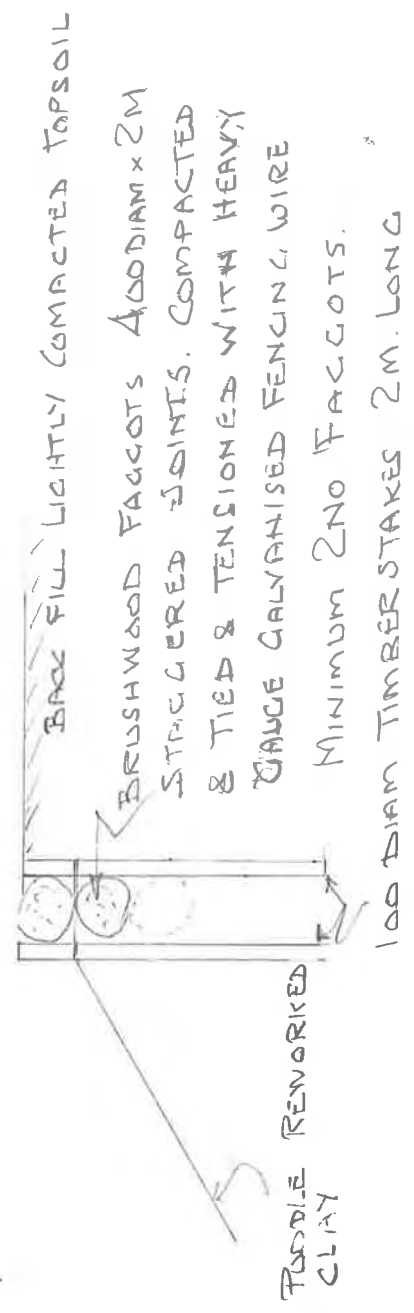 BACK FILL LIGHTLY COMACTED TOPSOIL
BRUSHWOOD FAGGOTS 400DIAM x 2M
STAGGERED JOINTS. COMPACTED
& TIED & TENSIONED WITH HEAVY
GAUGE GALVANISED FENCING WIRE
MINIMUM 2NO FAGGOTS.
100 DIAM TIMBER STAKES 2M. LONG
PUDDLE REWORKED
CLAY